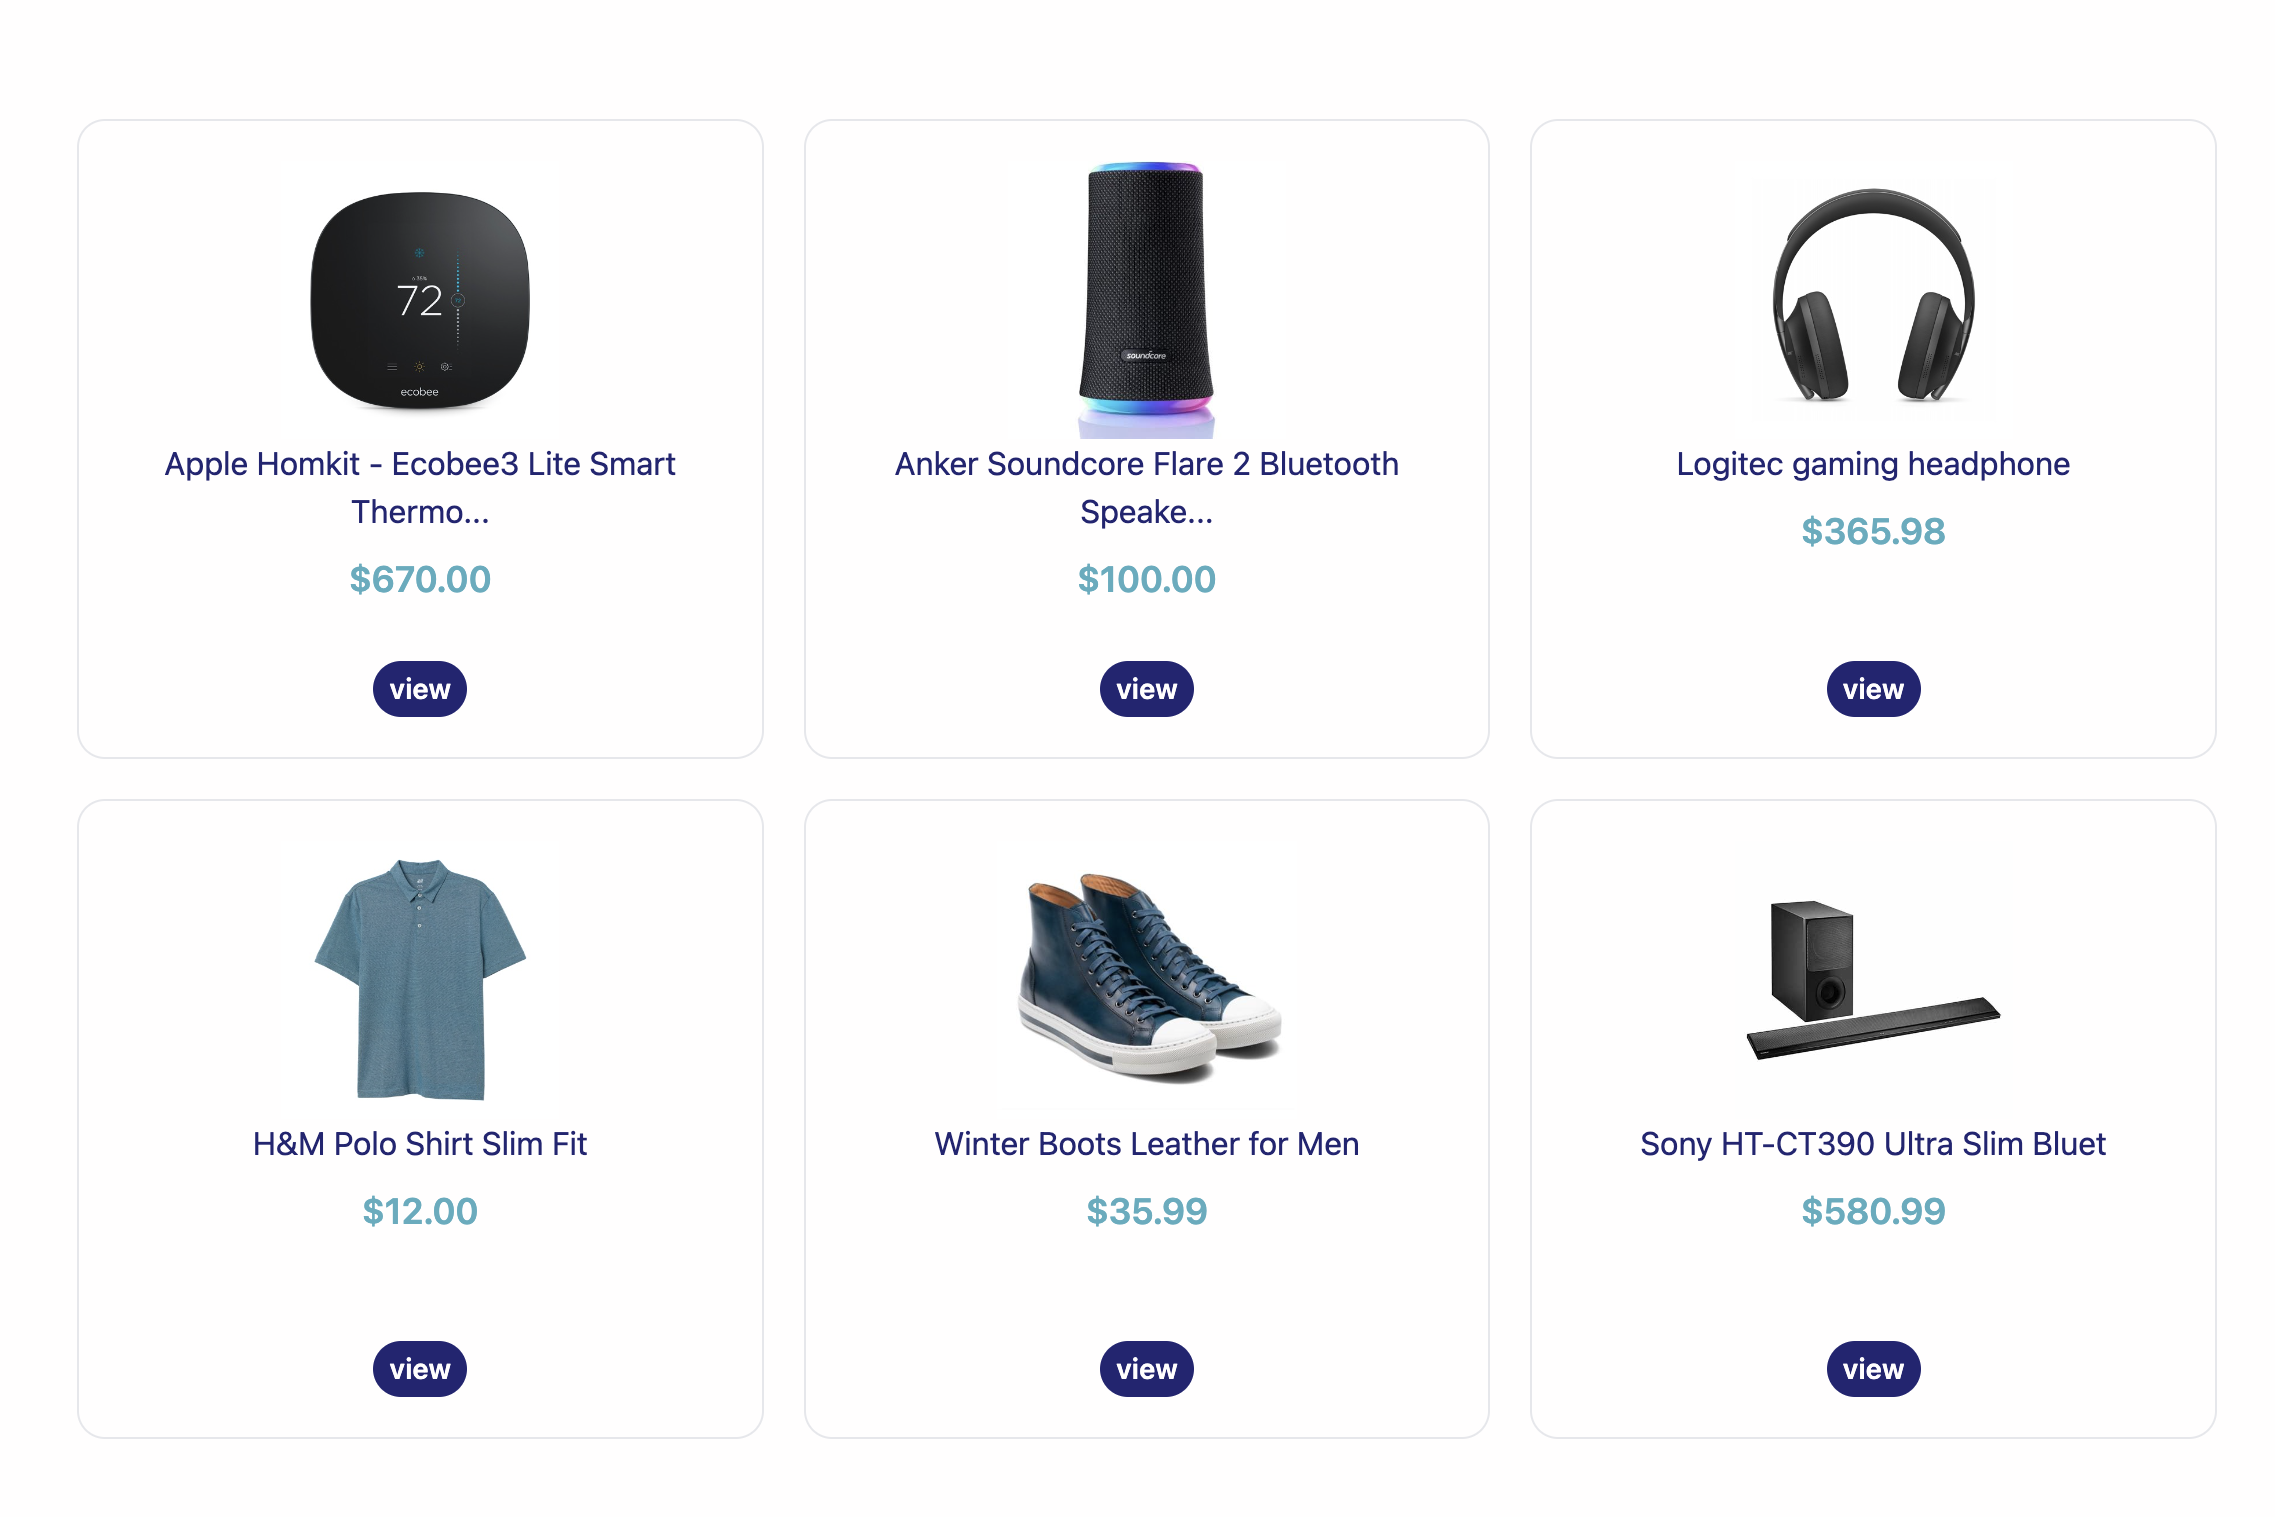 72
ecobee
Apple Homkit - Ecobee3 Lite Smart
Thermo...
$670.00
view
soundcore
Anker Soundcore Flare 2 Bluetooth
Speake...
$100.00
view
Logitec gaming headphone
$365.98
view
H&M Polo Shirt Slim Fit
$12.00
view
Winter Boots Leather for Men
$35.99
view
Sony HT-CT390 Ultra Slim Bluet
$580.99
view